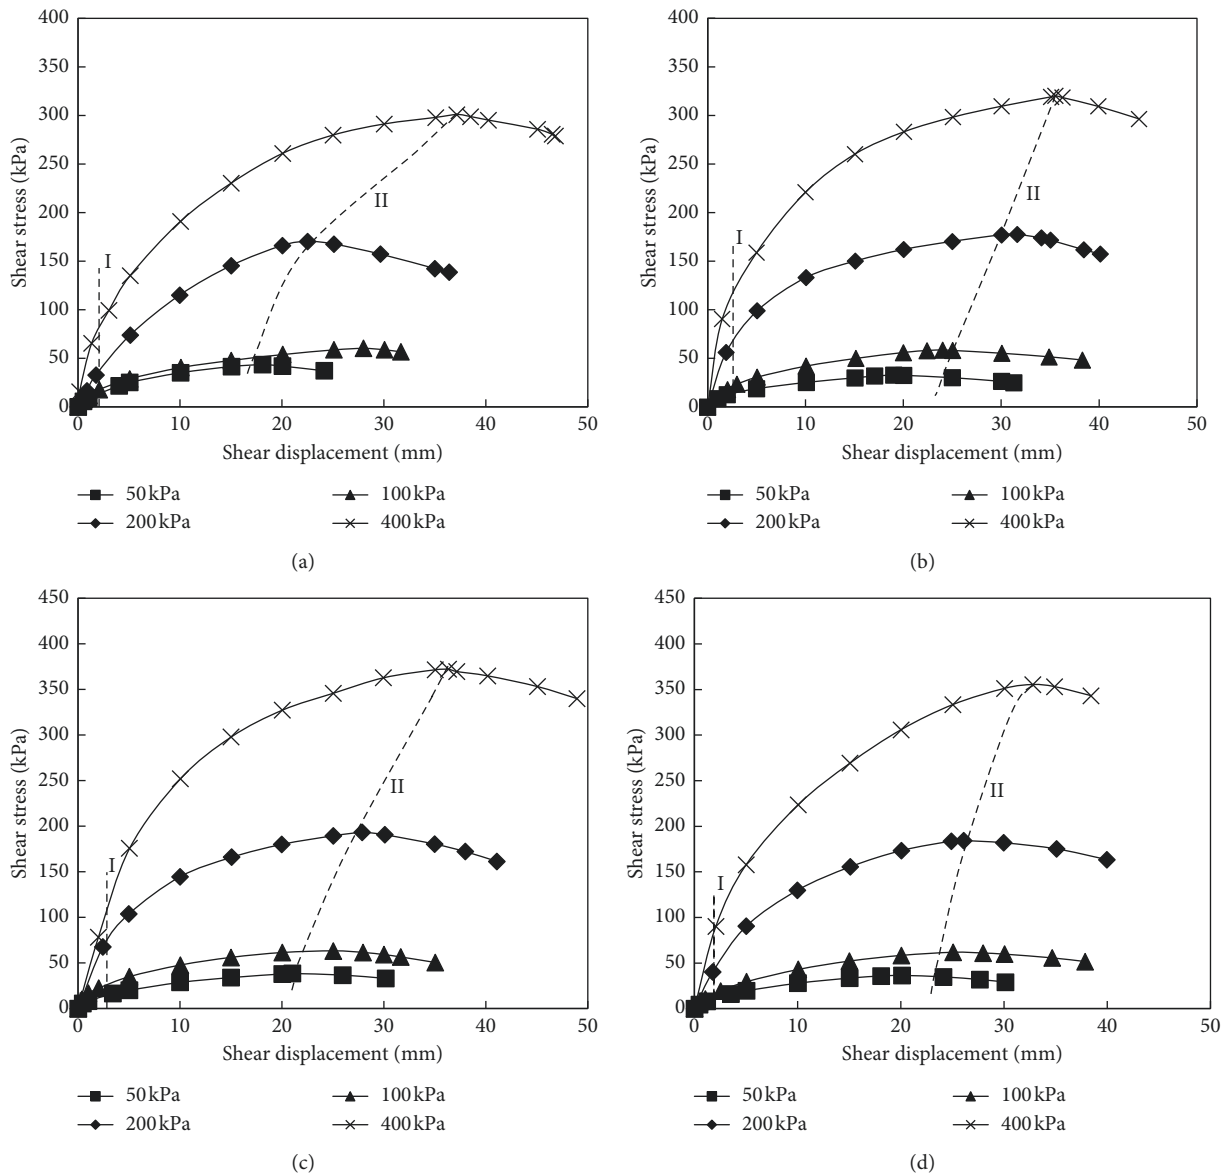 400
350
300
250
200
150
100
50
0
Shear stress (kPa)
I
II
0 10 20 30 40 50
Shear displacement (mm)
50 kPa 100 kPa
200 kPa 400 kPa
(a)
400
350
300
250
200
150
100
50
0
Shear stress (kPa)
I
II
0 10 20 30 40 50
Shear displacement (mm)
50 kPa 100 kPa
200 kPa 400 kPa
(b)
450
400
350
300
250
200
150
100
50
0
Shear stress (kPa)
I
II
0 10 20 30 40 50
Shear displacement (mm)
50 kPa 100 kPa
200 kPa 400 kPa
(c)
450
400
350
300
250
200
150
100
50
0
Shear stress (kPa)
I
II
0 10 20 30 40 50
Shear displacement (mm)
50 kPa 100 kPa
200 kPa 400 kPa
(d)